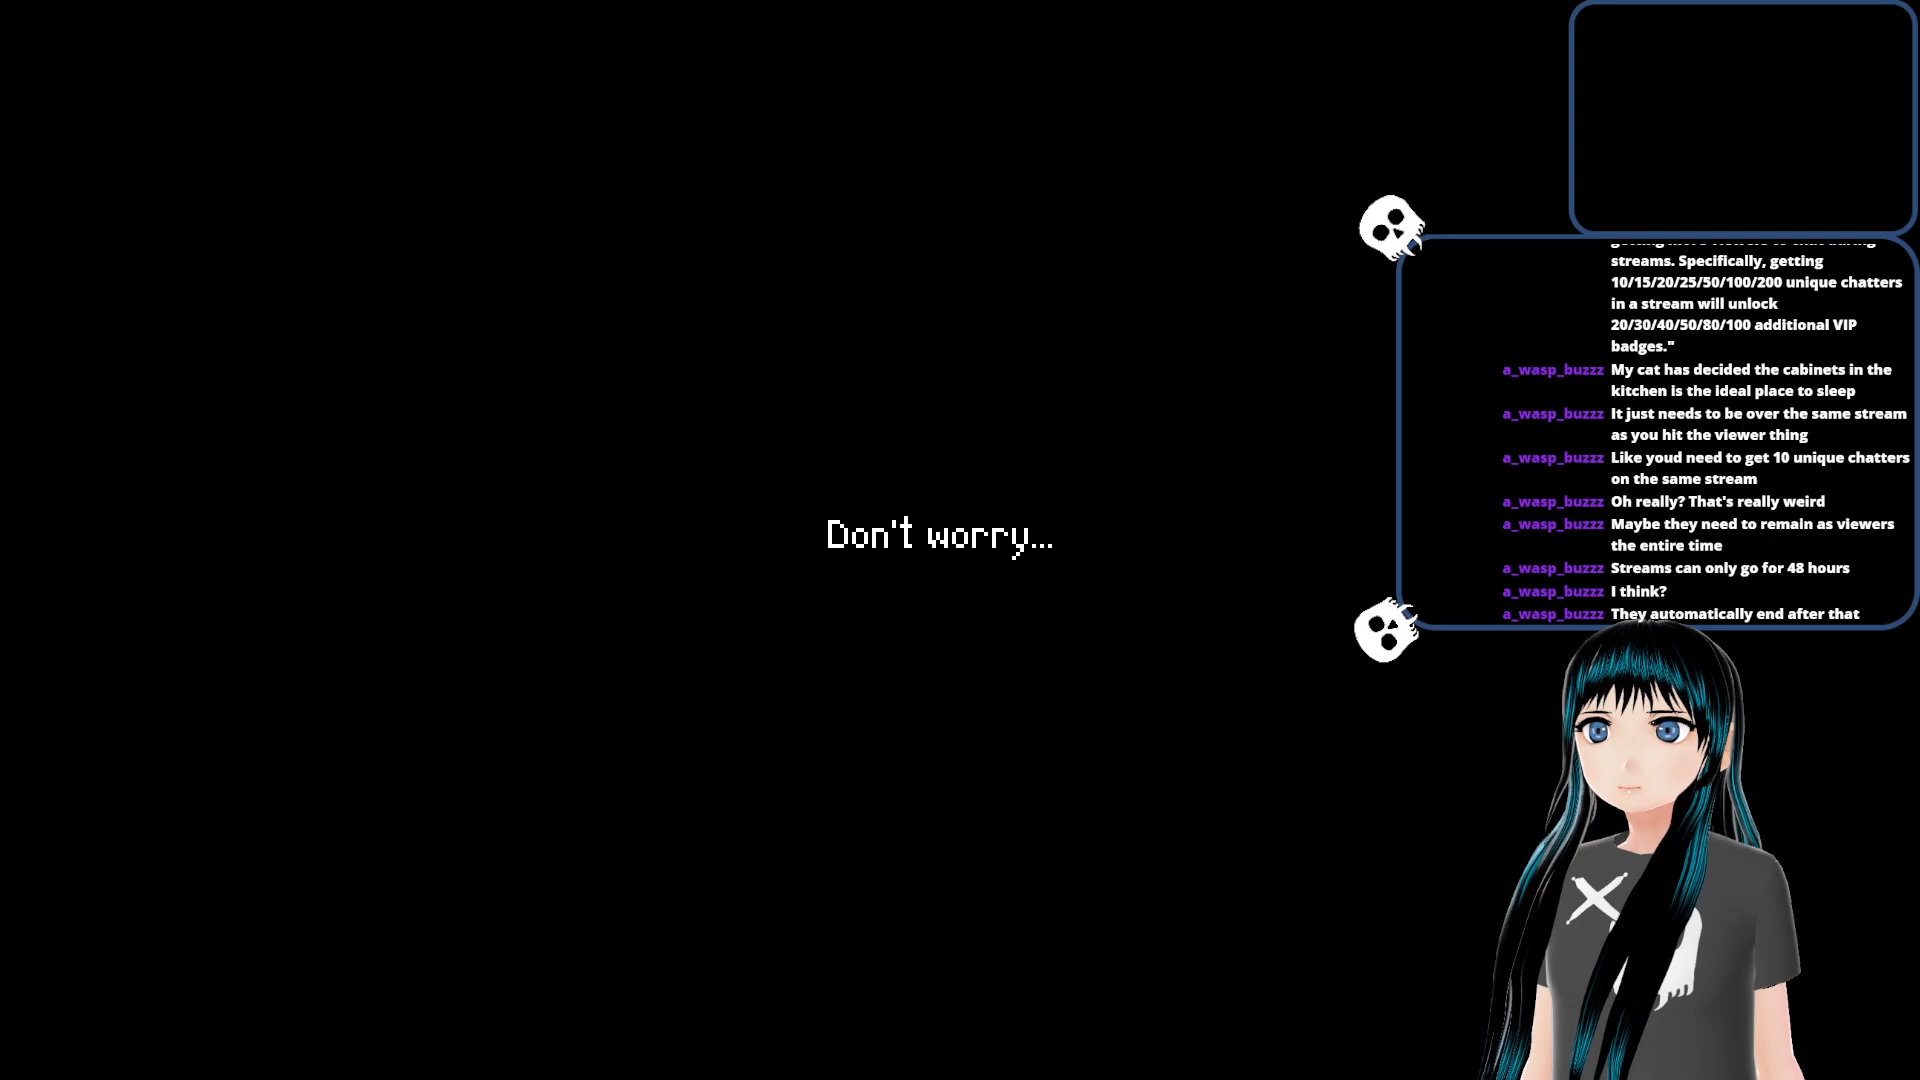 Don't worry...
streams. Specifically, getting
10/15/20/25/50/100/200 unique chatters
in a stream will unlock
20/30/40/50/80/100 additional VIP
badges."
a_wasp_buzzz My cat has decided the cabinets in the
kitchen is the ideal place to sleep
a_wasp_buzzz It just needs to be over the same stream
as you hit the viewer thing
a_wasp_buzzz Like youd need to get 10 unique chatters
on the same stream
a_wasp_buzzz Oh really? That's really weird
a_wasp_buzzz Maybe they need to remain as viewers
the entire time
a_wasp_buzzz Streams can only go for 48 hours
a_wasp_buzzz I think?
a_wasp_buzzz They automatically end after that